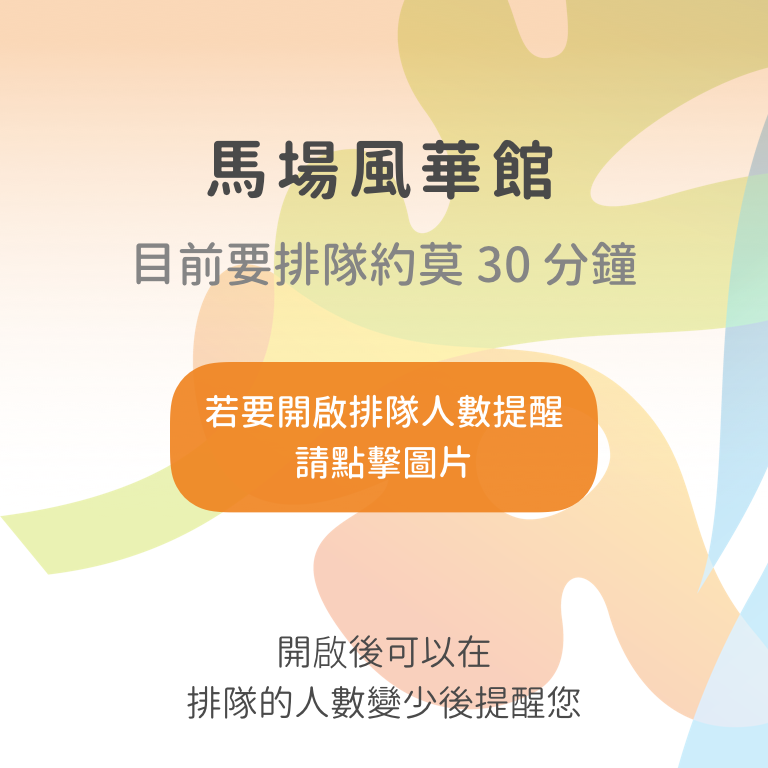 馬場風華館
目前要排隊約莫 30 分鐘
若要開啟排隊人數提醒
請點擊圖片
開啟後可以在
排隊的人數變少後提醒您